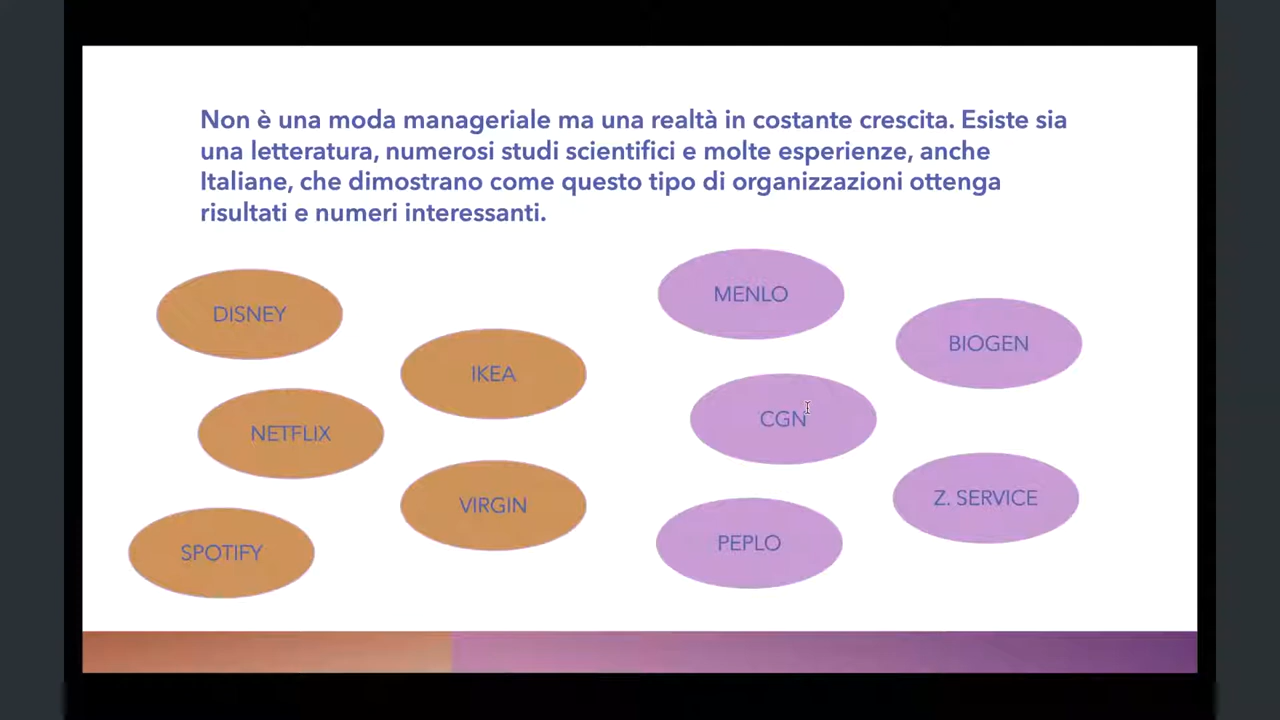 Non è una moda manageriale ma una realtà in costante crescita. Esiste sia
una letteratura, numerosi studi scientifici e molte esperienze, anche
Italiane, che dimostrano come questo tipo di organizzazioni ottenga
risultati e numeri interessanti.
DISNEY
IKEA
NETFLIX
VIRGIN
SPOTIFY
MENLO
BIOGEN
CGN
Z. SERVICE
PEPLO